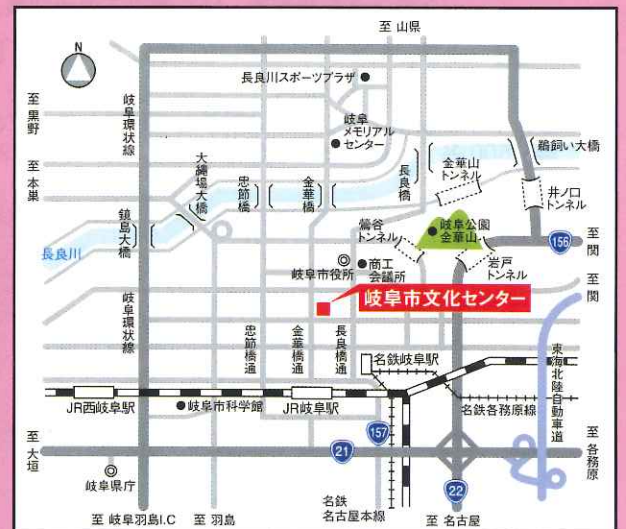 至 山県
N
長良川スポーツプラザ
至 黒野
岐阜環状線
岐阜
メモリアル
センター
鵜飼い大橋
至 本巣
大縄場大橋
忠節橋
金華橋
長良橋
金華山
トンネル
井ノ口
トンネル
鏡島大橋
鶯谷
トンネル
岐阜公園
金華山
156
至 関
長良川
岐阜市役所
商工
会議所
岩戸
トンネル
至 関
岐阜市文化センター
岐阜環状線
忠節橋通
金華橋通
長良橋通
名鉄岐阜駅
東海北陸自動車道
JR西岐阜駅
岐阜市科学館
JR岐阜駅
名鉄各務原線
157
至 大垣
21
至 各務原
岐阜県庁
22
名鉄
名古屋本線
至 岐阜羽島I.C
至 羽島
至 名古屋